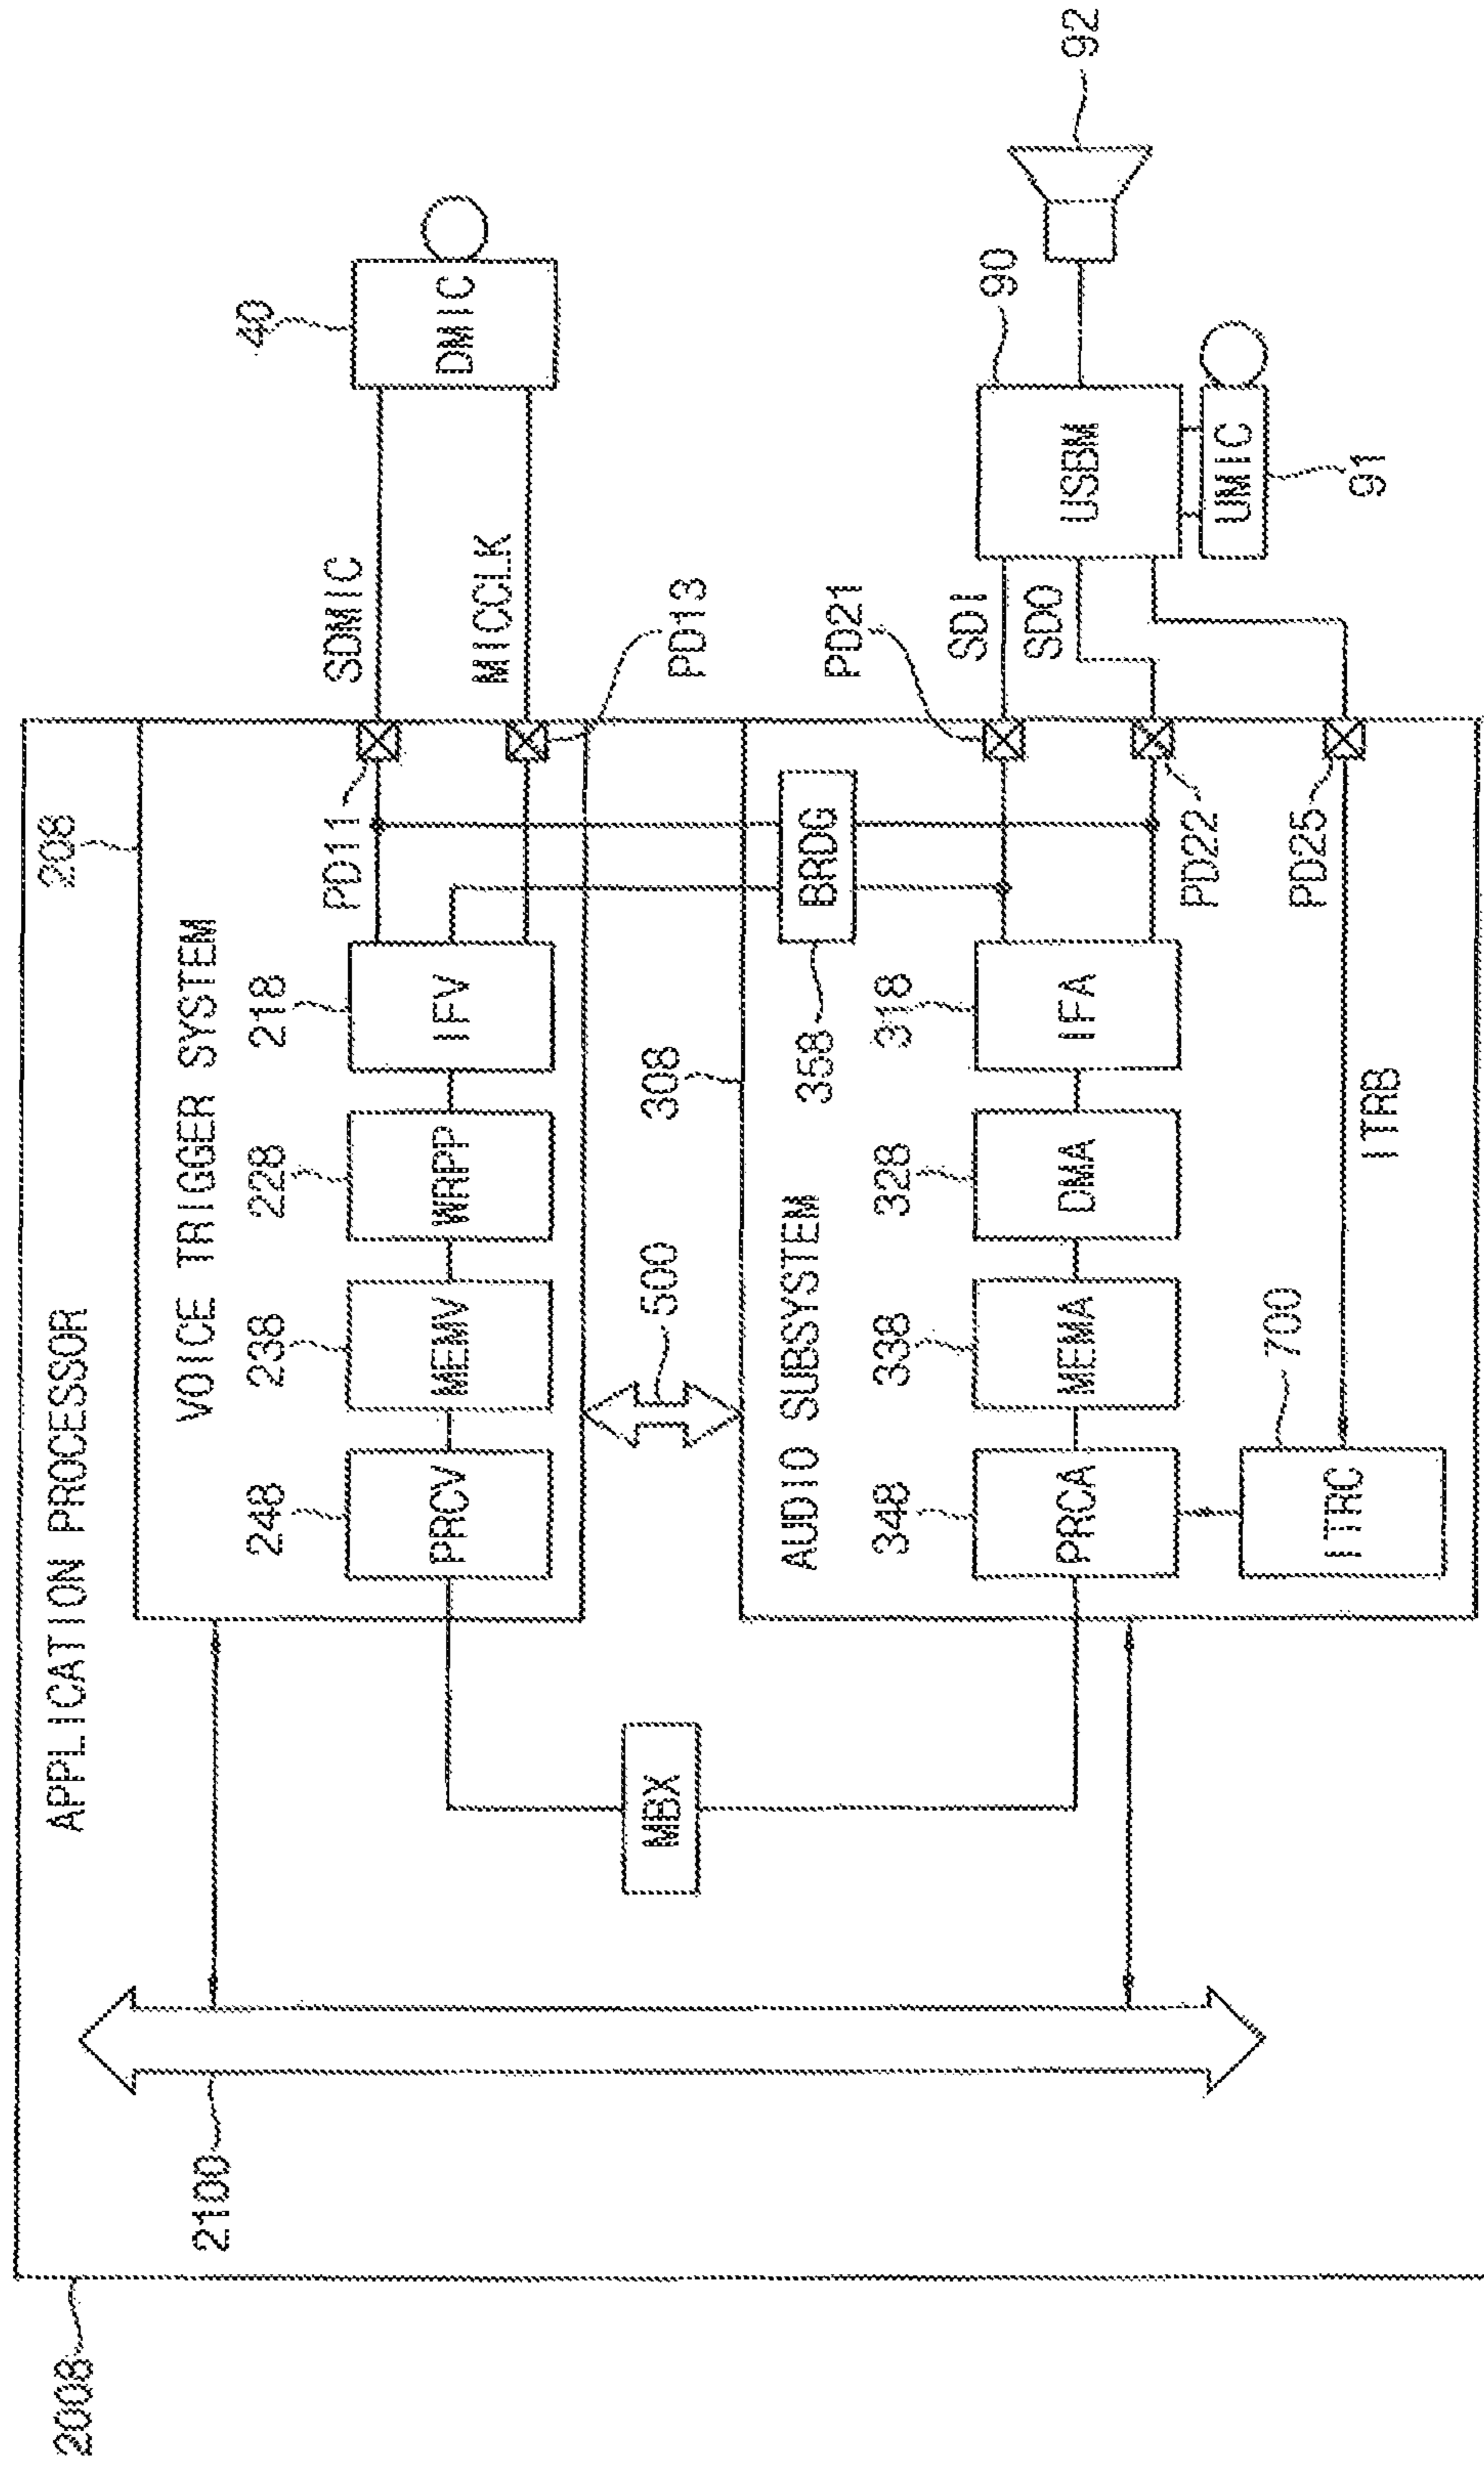 2008
APPLICATION PROCESSOR
208
VOICE TRIGGER SYSTEM
2100
248
238
228
218
PRCV
MEMV
WRPP
IFV
PD11
SDMIC
MICCLK
PD13
40
DMIC
MBX
500
308
AUDIO SUBSYSTEM
348
338
328
318
358
BRDG
PRCA
MEMA
DMA
IFA
PD21
SDI
SDO
PD22
PD25
90
USBM
92
UMIC
91
700
ITRC
ITRB